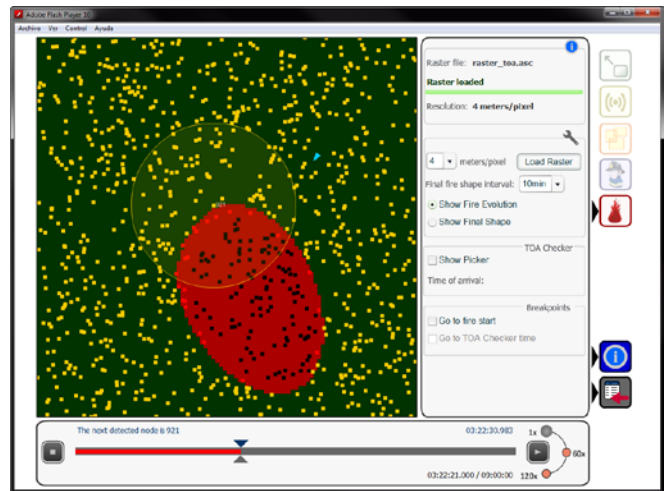 Adobe Flash Player 10
Archivo Ver Control Ayuda
Raster file: raster_toa.asc
Raster loaded
Resolution: 4 meters/pixel
4 meters/pixel Load Raster
Final fire shape interval: 10min
Show Fire Evolution
Show Final Shape
TOA Checker
Show Picker
Time of arrival:
Breakpoints
Go to fire start
Go to TOA Checker time
The next detected node is 921
03:22:30.983
1x
60x
03:22:21.000 / 09:00:00
120x